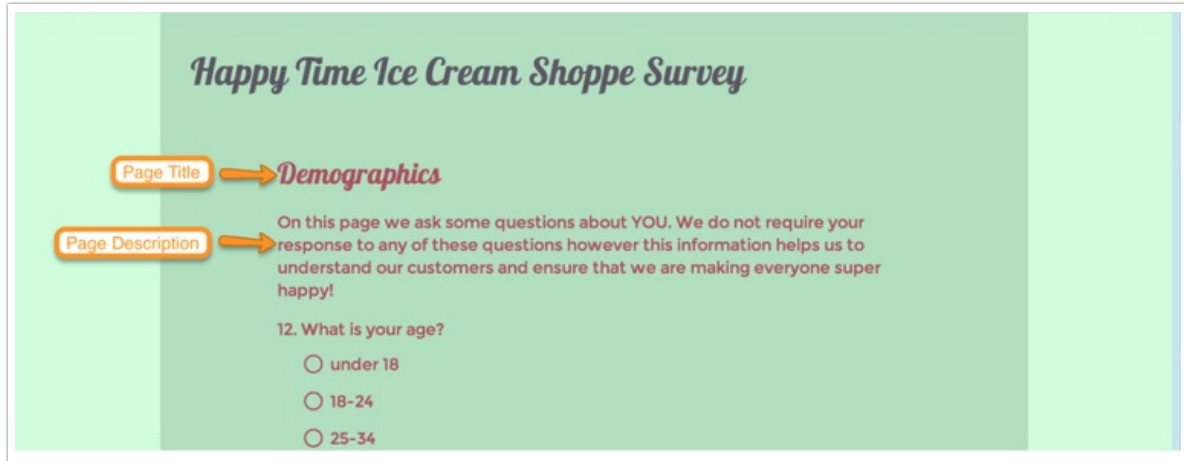 Happy Time Ice Cream Shoppe Survey
Page Title
Demographics
Page Description
On this page we ask some questions about YOU. We do not require your
response to any of these questions however this information helps us to
understand our customers and ensure that we are making everyone super
happy!
12. What is your age?
under 18
18-24
25-34